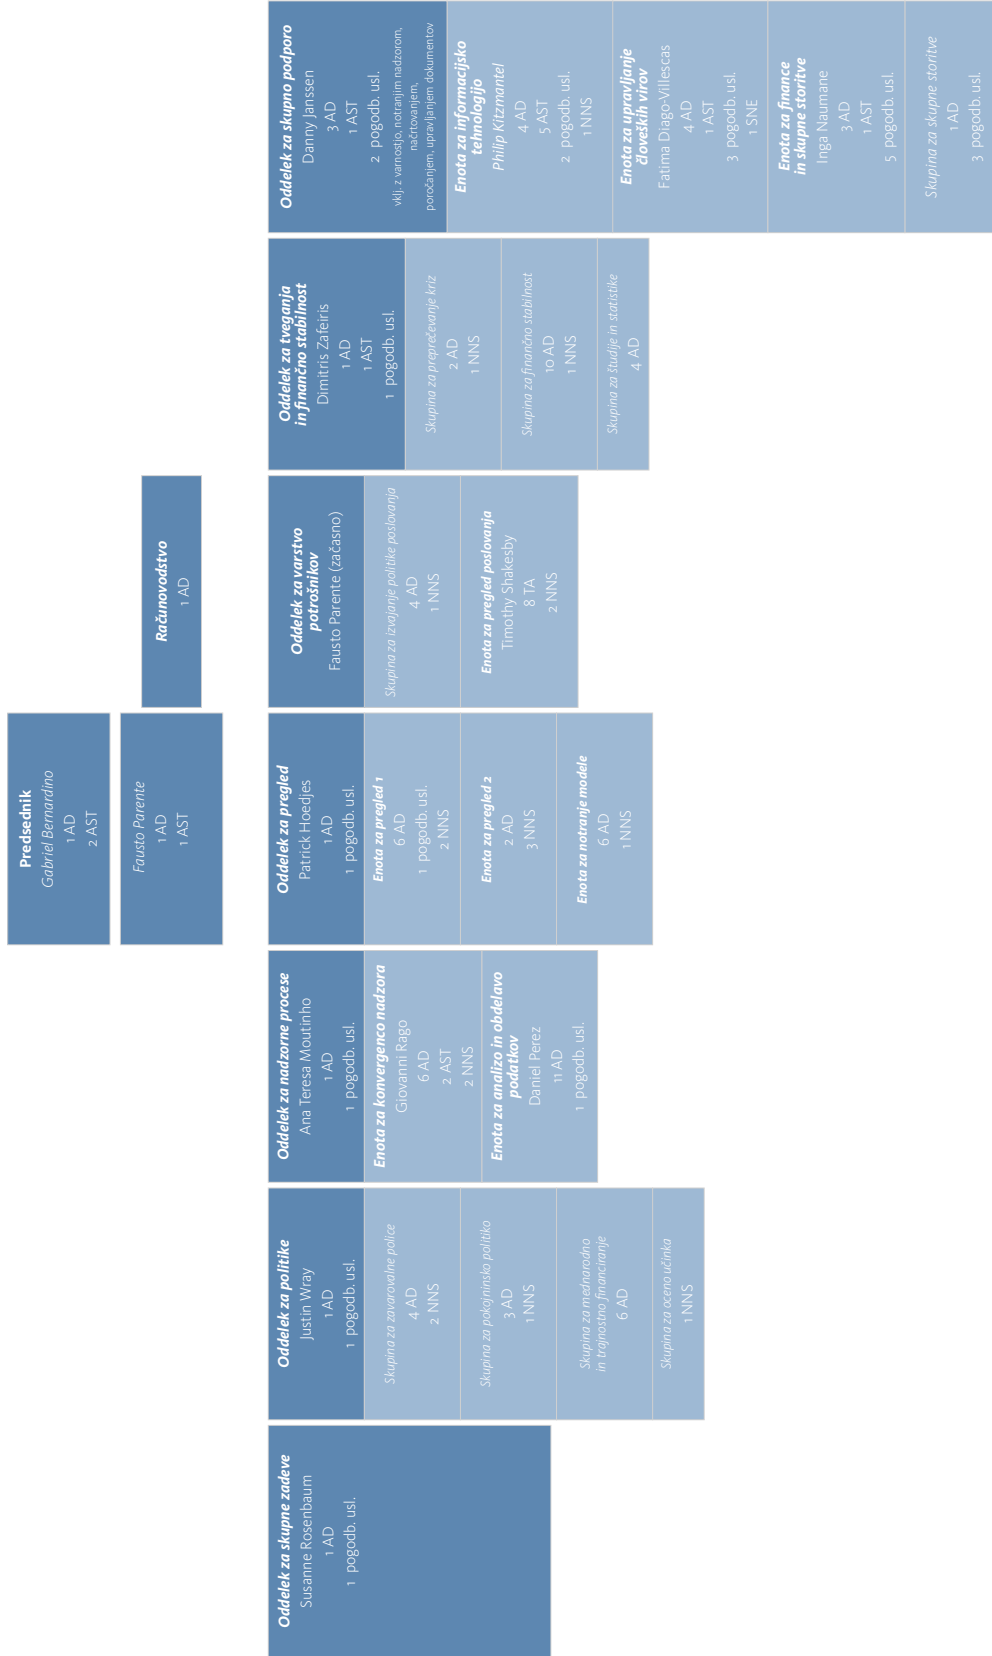 Predsednik
Gabriel Bernardino
1 AD
2 AST
Fausto Parente
1 AD
1 AST
Računovodstvo
1 AD
Oddelek za skupne zadeve
Susanne Rosenbaum
1 AD
1 pogodb. usl.
Oddelek za politike
Justin Wray
1 AD
1 pogodb. usl.
Skupina za zavarovalne police
4 AD
2 NNS
Skupina za pokojninsko politiko
3 AD
1 NNS
Skupina za mednarodno
in trajnostno financiranje
6 AD
Skupina za oceno učinka
1 NNS
Oddelek za nadzorne procese
Ana Teresa Moutinho
1 AD
1 pogodb. usl.
Enota za konvergenco nadzora
Giovanni Rago
6 AD
2 AST
2 NNS
Enota za analizo in obdelavo
podatkov
Daniel Perez
11 AD
1 pogodb. usl.
Oddelek za pregled
Patrick Hoedjes
1 AD
1 pogodb. usl.
Enota za pregled 1
6 AD
1 pogodb. usl.
2 NNS
Enota za pregled 2
2 AD
3 NNS
Enota za notranje modele
6 AD
1 NNS
Oddelek za varstvo
potrošnikov
Fausto Parente (začasno)
Skupina za izvajanje politike poslovanja
4 AD
1 NNS
Enota za pregled poslovanja
Timothy Shakesby
8 TA
2 NNS
Oddelek za tveganja
in finančno stabilnost
Dimitris Zafeiris
1 AD
1 AST
1 pogodb. usl.
Skupina za preprečevanje kriz
2 AD
1 NNS
Skupina za finančno stabilnost
10 AD
1 NNS
Skupina za študije in statistike
4 AD
Oddelek za skupno podporo
Danny Janssen
3 AD
1 AST
2 pogodb. usl.
vklj. z varnostjo, notranjim nadzorom,
načrtovanjem,
poročanjem, upravljanjem dokumentov
Enota za informacijsko
tehnologijo
Philip Kitzmantel
4 AD
5 AST
2 pogodb. usl.
1 NNS
Enota za upravljanje
človeških virov
Fatima Diago-Villescas
4 AD
1 AST
3 pogodb. usl.
1 SNE
Enota za finance
in skupne storitve
Inga Naumane
3 AD
1 AST
5 pogodb. usl.
Skupina za skupne storitve
1 AD
3 pogodb. usl.